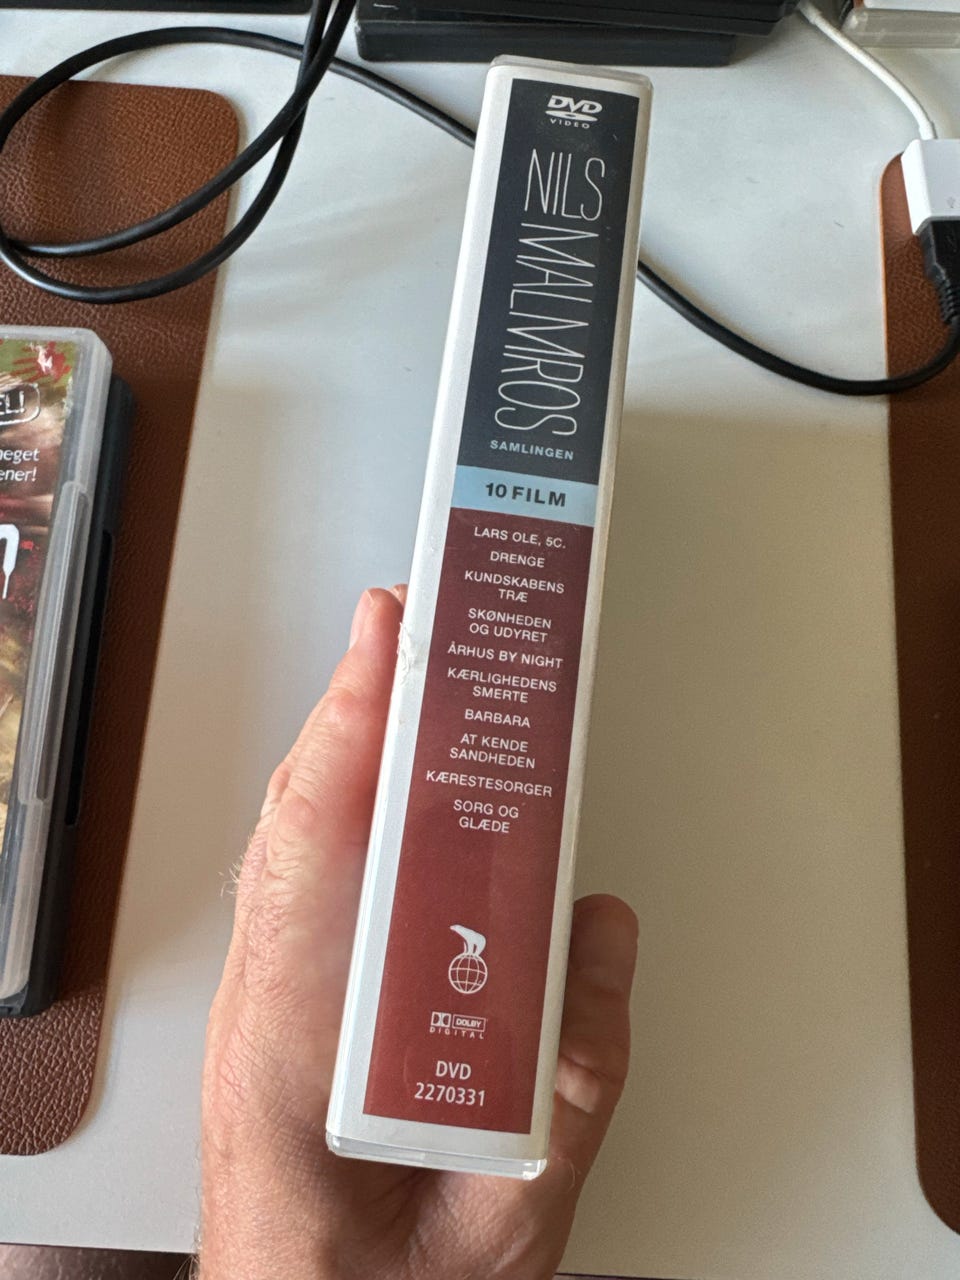 DVD
VIDEO
NILS
MALMROS
SAMLINGEN
10 FILM
LARS OLE, 5C.
DRENGE
KUNDSKABENS
TRÆ
SKØNHEDEN
OG UDYRET
ÅRHUS BY NIGHT
KÆRLIGHEDENS
SMERTE
BARBARA
AT KENDE
SANDHEDEN
KÆRESTESORGER
SORG OG
GLÆDE
DOLBY
DIGITAL
DVD
2270331